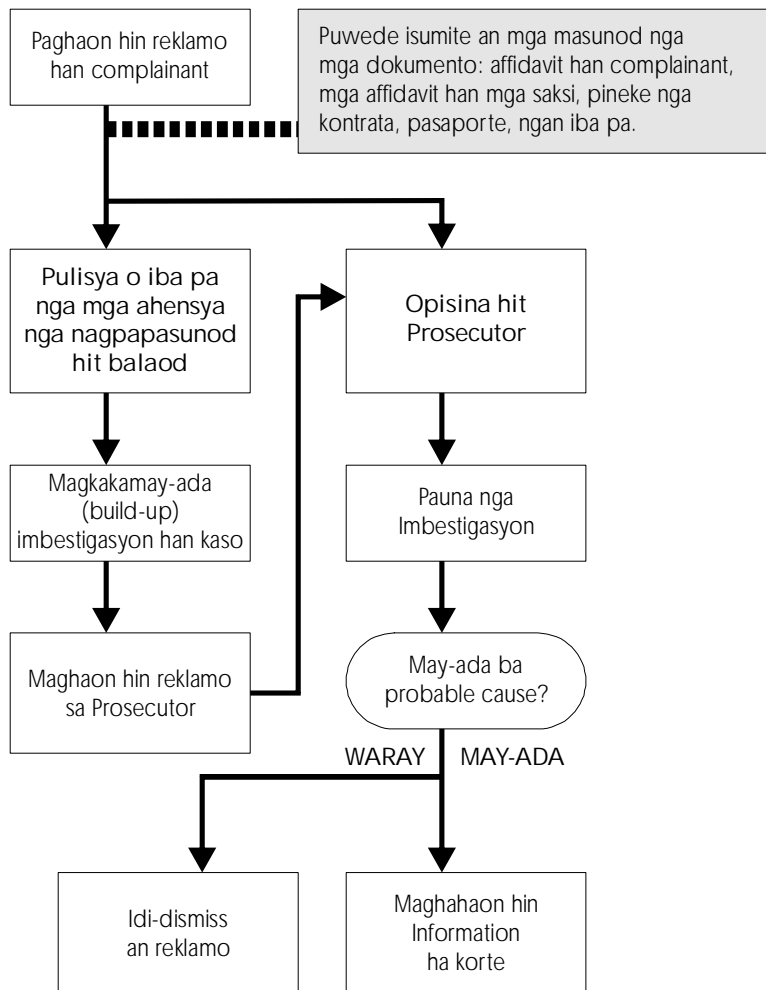 Paghaon hin reklamo
han complainant
Puwede isumite an mga masunod nga
mga dokumento: affidavit han complainant,
mga affidavit han mga saksi, pineke nga
kontrata, pasaporte, ngan iba pa.
Pulisya o iba pa
nga mga ahensya
nga nagpapasunod
hit balaod
Opisina hit
Prosecutor
Magkakamay-ada
(build-up)
imbestigasyon han kaso
Pauna nga
Imbestigasyon
Maghaon hin reklamo
sa Prosecutor
May-ada ba
probable cause?
WARAY MAY-ADA
Idi-dismiss
an reklamo
Maghahaon hin
Information
ha korte